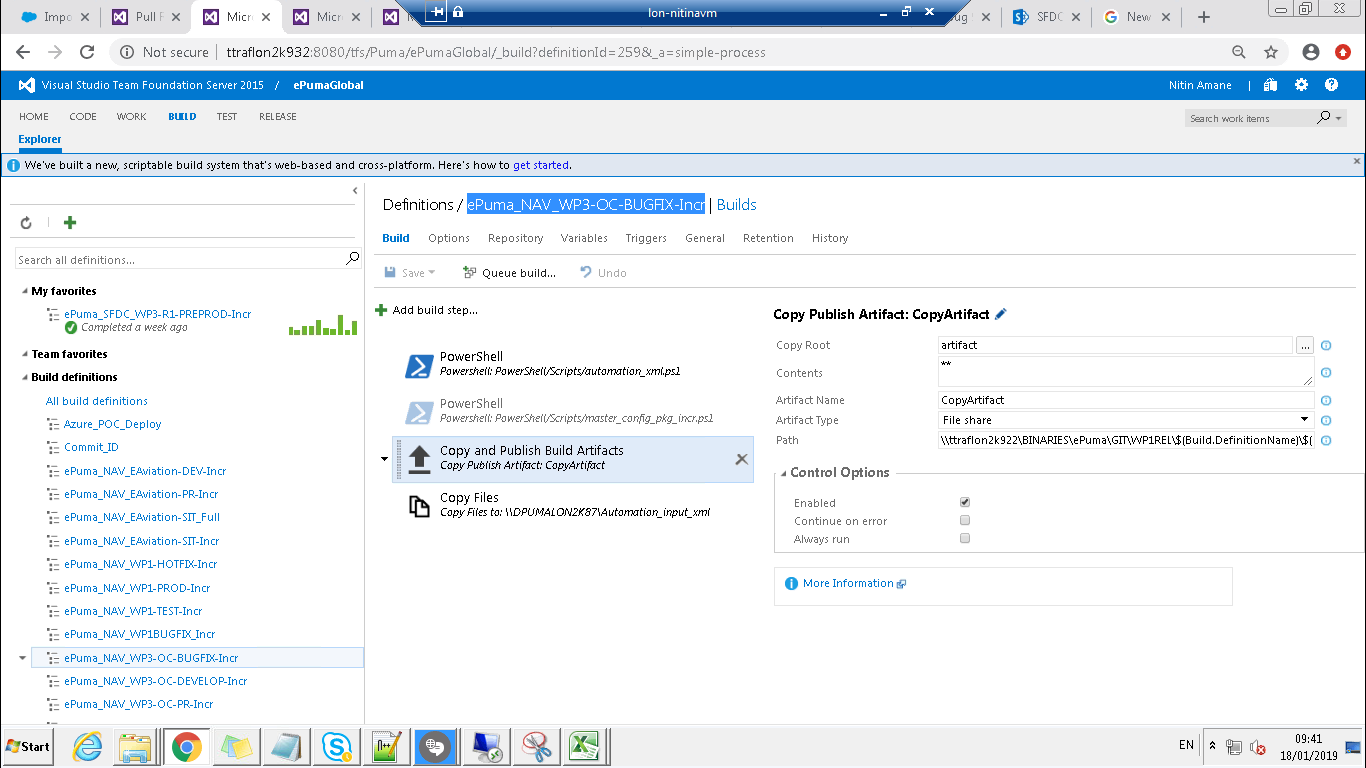 Impo
Pull F
Micro
Micro
lon-nitinavm
ug S
SFDC
New
Not secure
ttraflon2k932:8080/tfs/Puma/ePumaGlobal/_build?definitionId=259&_a=simple-process
Visual Studio Team Foundation Server 2015 / ePumaGlobal
Nitin Amane
HOME CODE WORK BUILD TEST RELEASE
Search work items
Explorer
We've built a new, scriptable build system that's web-based and cross-platform. Here's how to get started.
Definitions / ePuma_NAV_WP3-OC-BUGFIX-Incr | Builds
Build Options Repository Variables Triggers General Retention History
Search all definitions...
Save
Queue build...
Undo
My favorites
ePuma_SFDC_WP3-R1-PREPROD-Incr
Completed a week ago
Team favorites
Build definitions
All build definitions
Azure_POC_Deploy
Commit_ID
ePuma_NAV_EAviation-DEV-Incr
ePuma_NAV_EAviation-PR-Incr
ePuma_NAV_EAviation-SIT_Full
ePuma_NAV_EAviation-SIT-Incr
ePuma_NAV_WP1-HOTFIX-Incr
ePuma_NAV_WP1-PROD-Incr
ePuma_NAV_WP1-TEST-Incr
ePuma_NAV_WP1BUGFIX_Incr
ePuma_NAV_WP3-OC-BUGFIX-Incr
ePuma_NAV_WP3-OC-DEVELOP-Incr
ePuma_NAV_WP3-OC-PR-Incr
Add build step...
PowerShell
Powershell: PowerShell/Scripts/automation_xml.ps1
PowerShell
Powershell: PowerShell/Scripts/master_config_pkg_incr.ps1
Copy and Publish Build Artifacts
Copy Publish Artifact: CopyArtifact
Copy Files
Copy Files to: \\DPUMALON2K87\Automation_input_xml
Copy Publish Artifact: CopyArtifact
Copy Root
artifact
...
Contents
**
Artifact Name
CopyArtifact
Artifact Type
File share
Path
\\ttraflon2k922\BINARIES\ePuma\GIT\WP1REL\$(Build.DefinitionName)\$(
Control Options
Enabled
Continue on error
Always run
More Information
Start
EN
09:41
18/01/2019